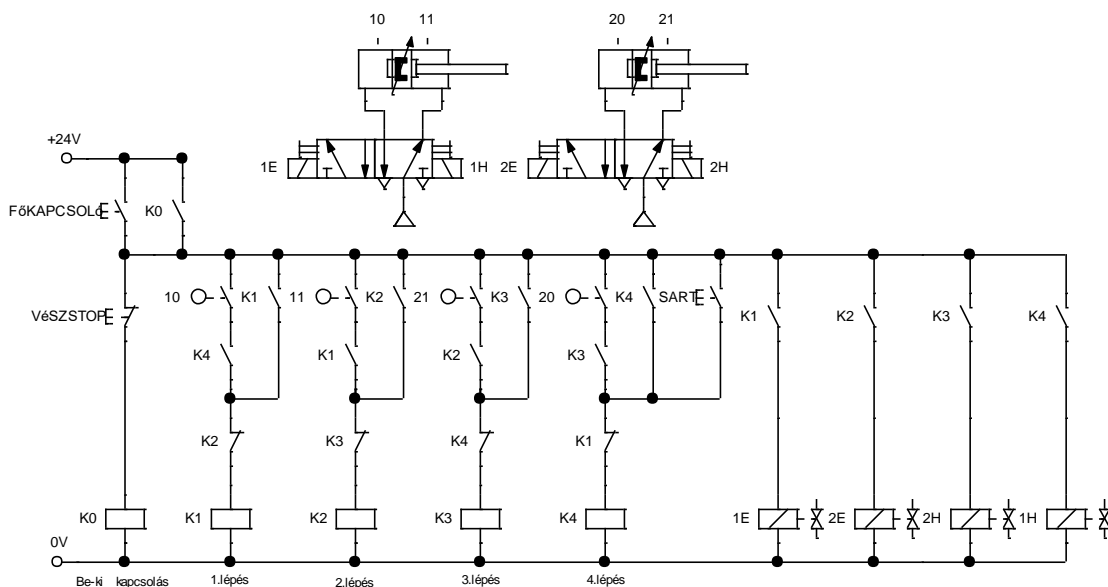 10 11 20 21
+24V
1E 1H 2E 2H
FőKAPCSOLó K0
10 K1 11 K2 21 K3 20 K4 SART
VéSZSTOP K1 K2 K3 K4
K4 K1 K2 K3
K2 K3 K4 K1
K0 K1 K2 K3 K4 1E 2E 2H 1H
0V
Be-ki kapcsolás 1.lépés 2.lépés 3.lépés 4.lépés